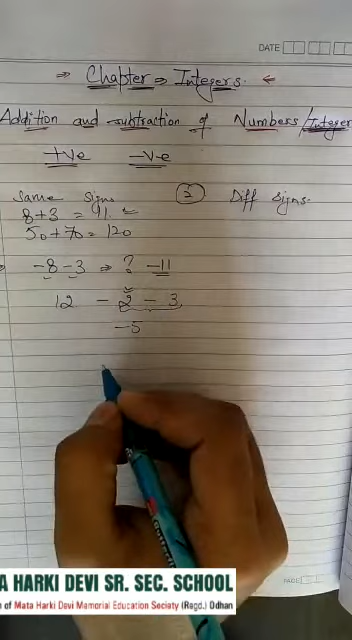 DATE
⇒ Chapter ⇒ Integers. ←
Addition and subtraction of Numbers/Integer
+ve -ve
Same Signs
8+3 = 11
50+70 = 120
② Diff Signs.
-8-3 ⇒ ? -11
12 - 2 - 3
-5
PAGE
A HARKI DEVI SR. SEC. SCHOOL
n of Mata Harki Devi Memorial Education Society (Regd.) Odhan